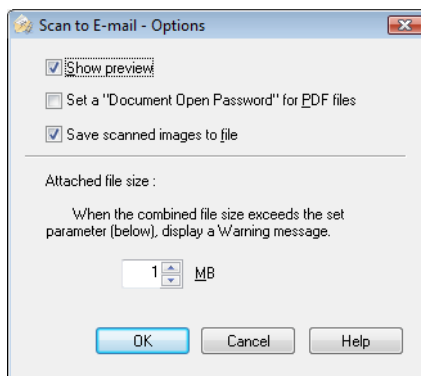 Scan to E-mail - Options
Show preview
Set a "Document Open Password" for PDF files
Save scanned images to file
Attached file size :
When the combined file size exceeds the set
parameter (below), display a Warning message.
1 MB
OK Cancel Help